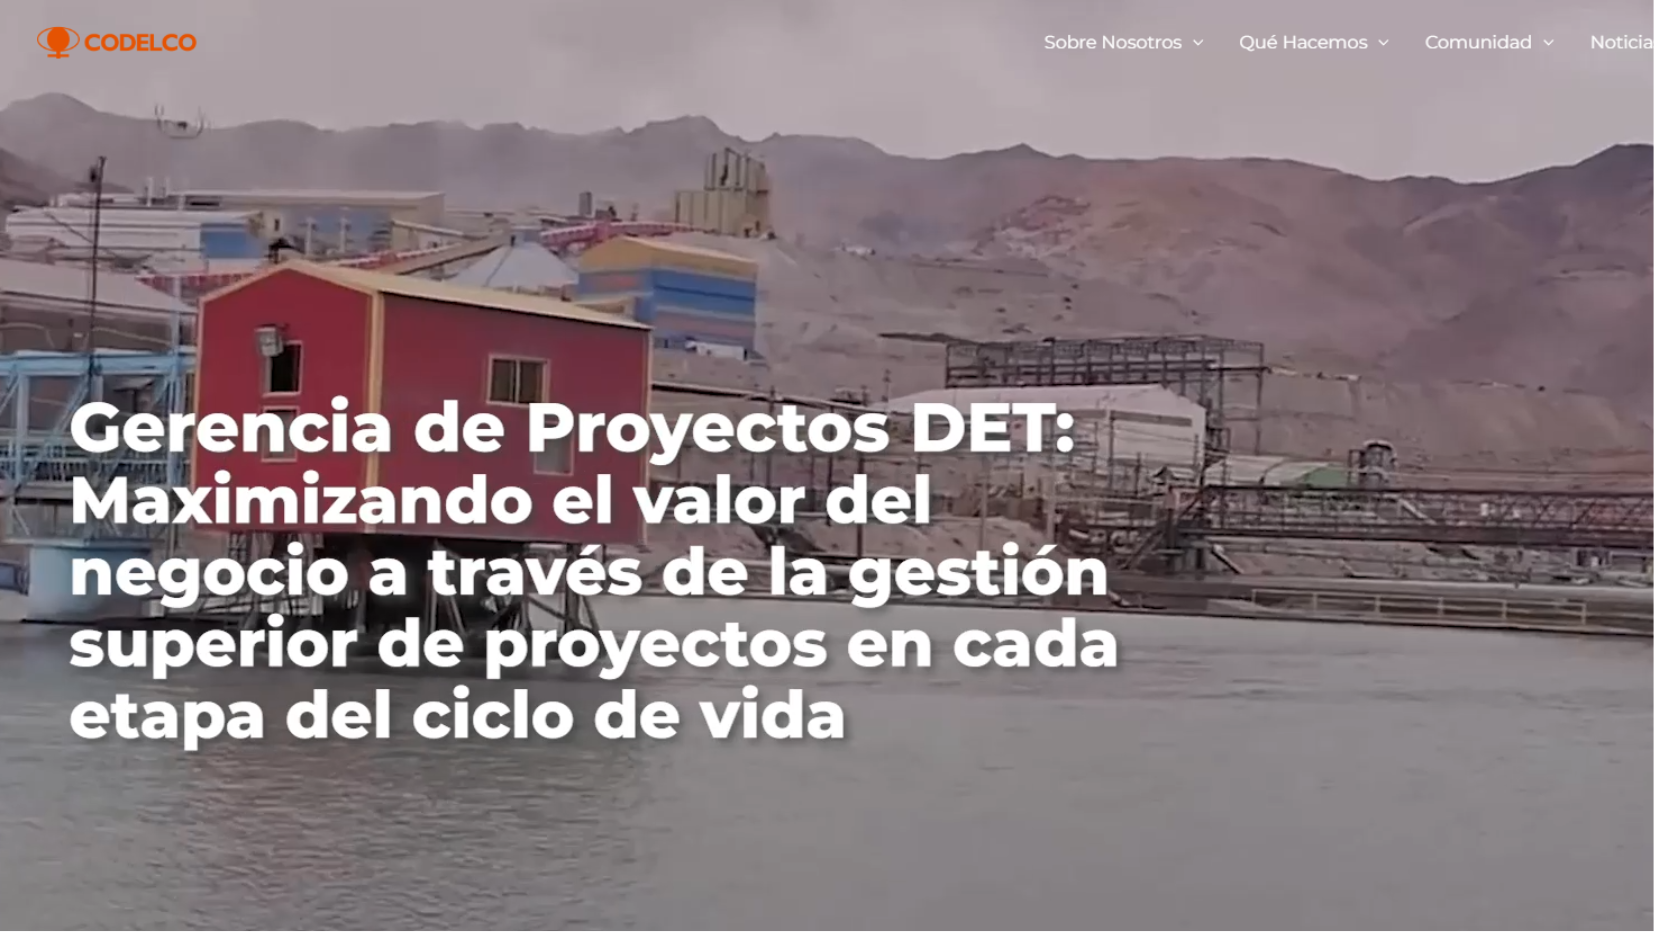 CODELCO
Sobre Nosotros
Qué Hacemos
Comunidad
Noticia
Gerencia de Proyectos DET:
Maximizando el valor del
negocio a través de la gestión
superior de proyectos en cada
etapa del ciclo de vida